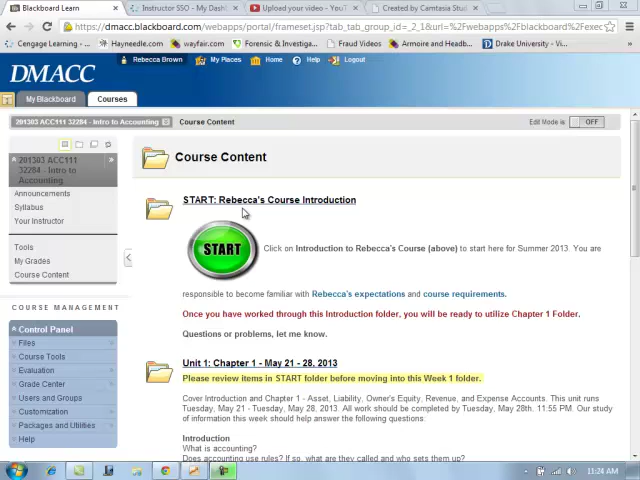 Blackboard Learn
Instructor SSO - My Dash
Upload your video - YouT
Created by Camtasia Stud
https://dmacc.blackboard.com/webapps/portal/frameset.jsp?tab_tab_group_id=_2_1&url=%2Fwebapps%2Fblackboard%2Fexec
Cengage Learning
Hayneedle.com
wayfair.com
Forensic & Investiga
Fraud Videos
Armoire and Headb
Drake University -
Other bookmarks
DMACC
Rebecca Brown
My Places
Home
Help
Logout
My Blackboard
Courses
201303 ACC111 32284 - Intro to Accounting
Course Content
Edit Mode is:
OFF
201303 ACC111
32284 - Intro to
Accounting
Announcements
Syllabus
Your Instructor
Tools
My Grades
Course Content
COURSE MANAGEMENT
Control Panel
Files
Course Tools
Evaluation
Grade Center
Users and Groups
Customization
Packages and Utilities
Help
Course Content
START: Rebecca's Course Introduction
START
Click on Introduction to Rebecca's Course (above) to start here for Summer 2013. You are
responsible to become familiar with Rebecca's expectations and course requirements.
Once you have worked through this Introduction folder, you will be ready to utilize Chapter 1 Folder.
Questions or problems, let me know.
Unit 1: Chapter 1 - May 21 - 28, 2013
Please review items in START folder before moving into this Week 1 folder.
Cover Introduction and Chapter 1 - Asset, Liability, Owner's Equity, Revenue, and Expense Accounts. This unit runs
Tuesday, May 21 - Tuesday, May 28, 2013. All work should be completed by Tuesday, May 28th. 11:55 PM. Our study
of information this week should help answer the following questions:
Introduction
What is accounting?
Does accounting use rules? If so, what are they called and who sets them up?
11:24 AM